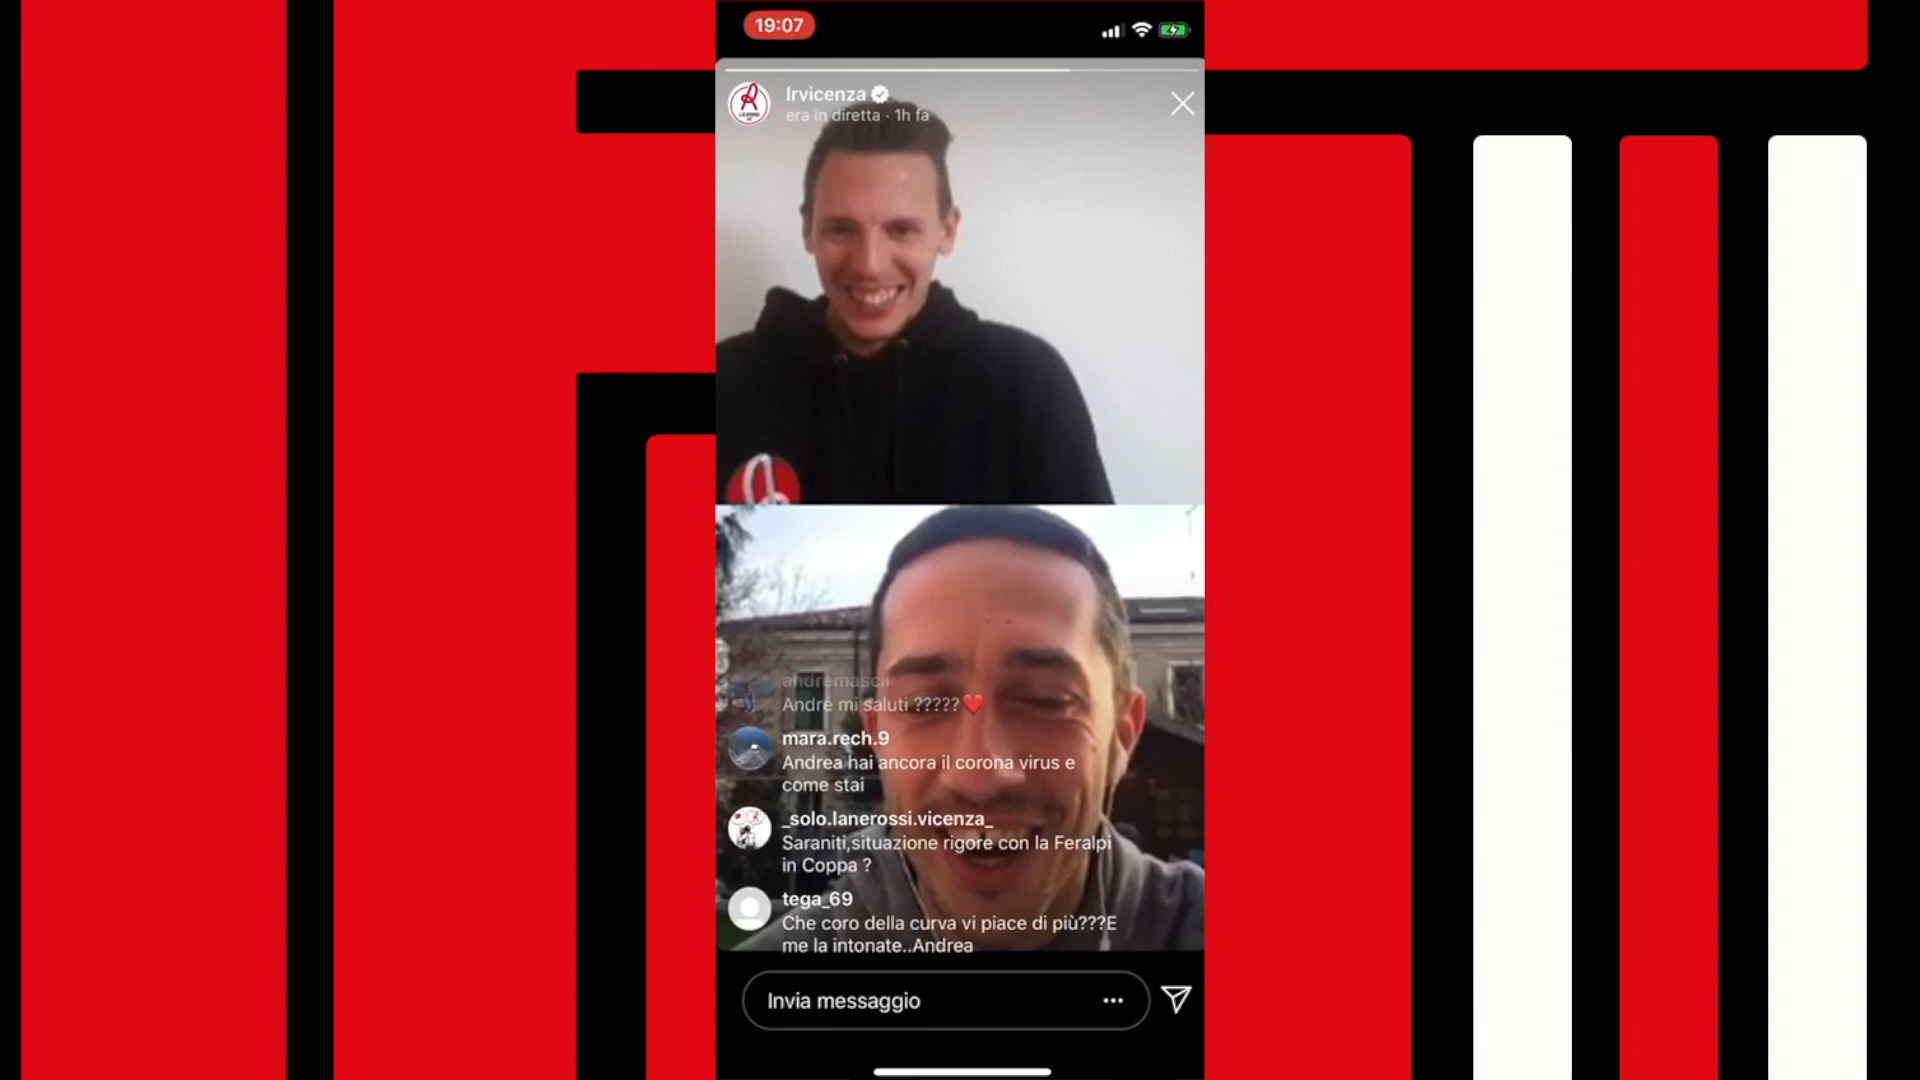 19:07
lrvicenza
era in diretta · 1h fa
andremascii
André mi saluti ?????❤️
mara.rech.9
Andrea hai ancora il corona virus e
come stai
_solo.lanerossi.vicenza_
Saraniti,situazione rigore con la Feralpi
in Coppa ?
tega_69
Che coro della curva vi piace di più???E
me la intonate..Andrea
Invia messaggio